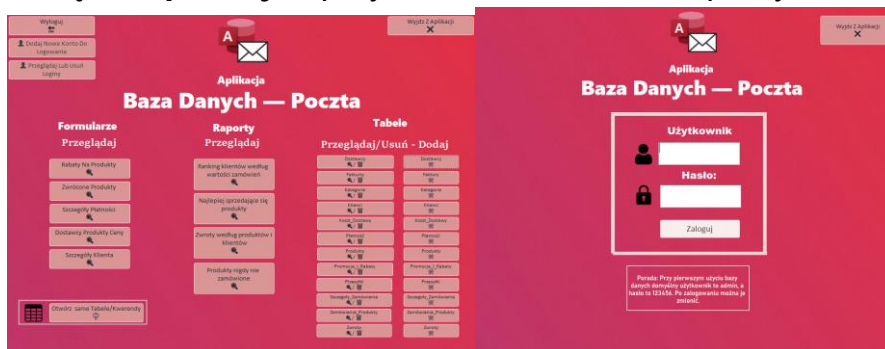 Wyloguj
Dodaj Nowe Konto Do
Logowania
Przeglądaj Lub Usuń
Loginy
Wyjdź Z Aplikacji
A
Aplikacja
Baza Danych — Poczta
Formularze
Przeglądaj
Rabaty Na Produkty
Zwrócone Produkty
Szczegóły Płatności
Dostawcy Produkty Ceny
Szczegóły Klienta
Otwórz same Tabele/Kwerendy
Raporty
Przeglądaj
Ranking klientów według
wartości zamówień
Najlepiej sprzedające się
produkty
Zwroty według produktów i
klientów
Produkty nigdy nie
zamówione
Tabele
Przeglądaj/Usuń - Dodaj
Dostawcy
Dostawcy
Faktury
Faktury
Kategorie
Kategorie
Klienci
Klienci
Koszt_Dostawy
Koszt_Dostawy
Płatność
Płatność
Produkty
Produkty
Promocje_i_Rabaty
Promocje_i_Rabaty
Przesyłki
Przesyłki
Szczegóły_Zamówienia
Szczegóły_Zamówienia
Zamówienia_Produkty
Zamówienia_Produkty
Zwroty
Zwroty
Wyjdź Z Aplikacji
A
Aplikacja
Baza Danych — Poczta
Użytkownik
Hasło:
Zaloguj
Porada: Przy pierwszym użyciu bazy
danych domyślny użytkownik to admin, a
hasło to 123456. Po zalogowaniu można je
zmienić.